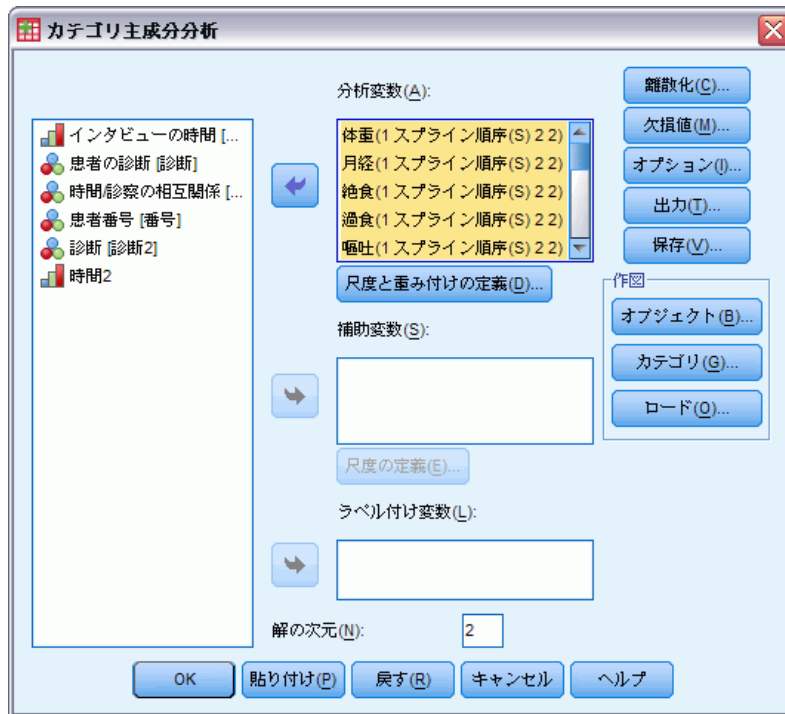 カテゴリ主成分分析
インタビューの時間 [...
患者の診断 [診断]
時間/診察の相互関係 [...
患者番号 [番号]
診断 [診断2]
時間2
分析変数(A):
体重(1 スプライン順序(S) 2 2)
月経(1 スプライン順序(S) 2 2)
絶食(1 スプライン順序(S) 2 2)
過食(1 スプライン順序(S) 2 2)
嘔吐(1 スプライン順序(S) 2 2)
尺度と重み付けの定義(D)...
補助変数(S):
尺度の定義(E)...
ラベル付け変数(L):
解の次元(N):
2
離散化(C)...
欠損値(M)...
オプション(I)...
出力(T)...
保存(V)...
作図
オブジェクト(B)...
カテゴリ(G)...
ロード(O)...
OK
貼り付け(P)
戻す(R)
キャンセル
ヘルプ